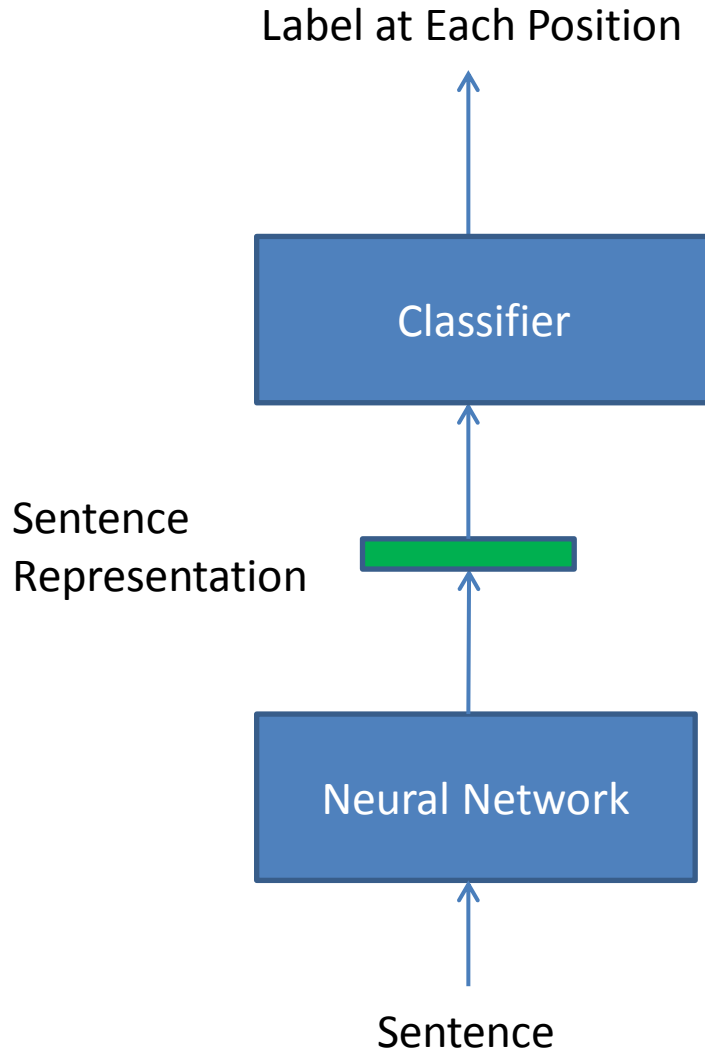 Label at Each Position
Classifier
Sentence
Representation
Neural Network
Sentence